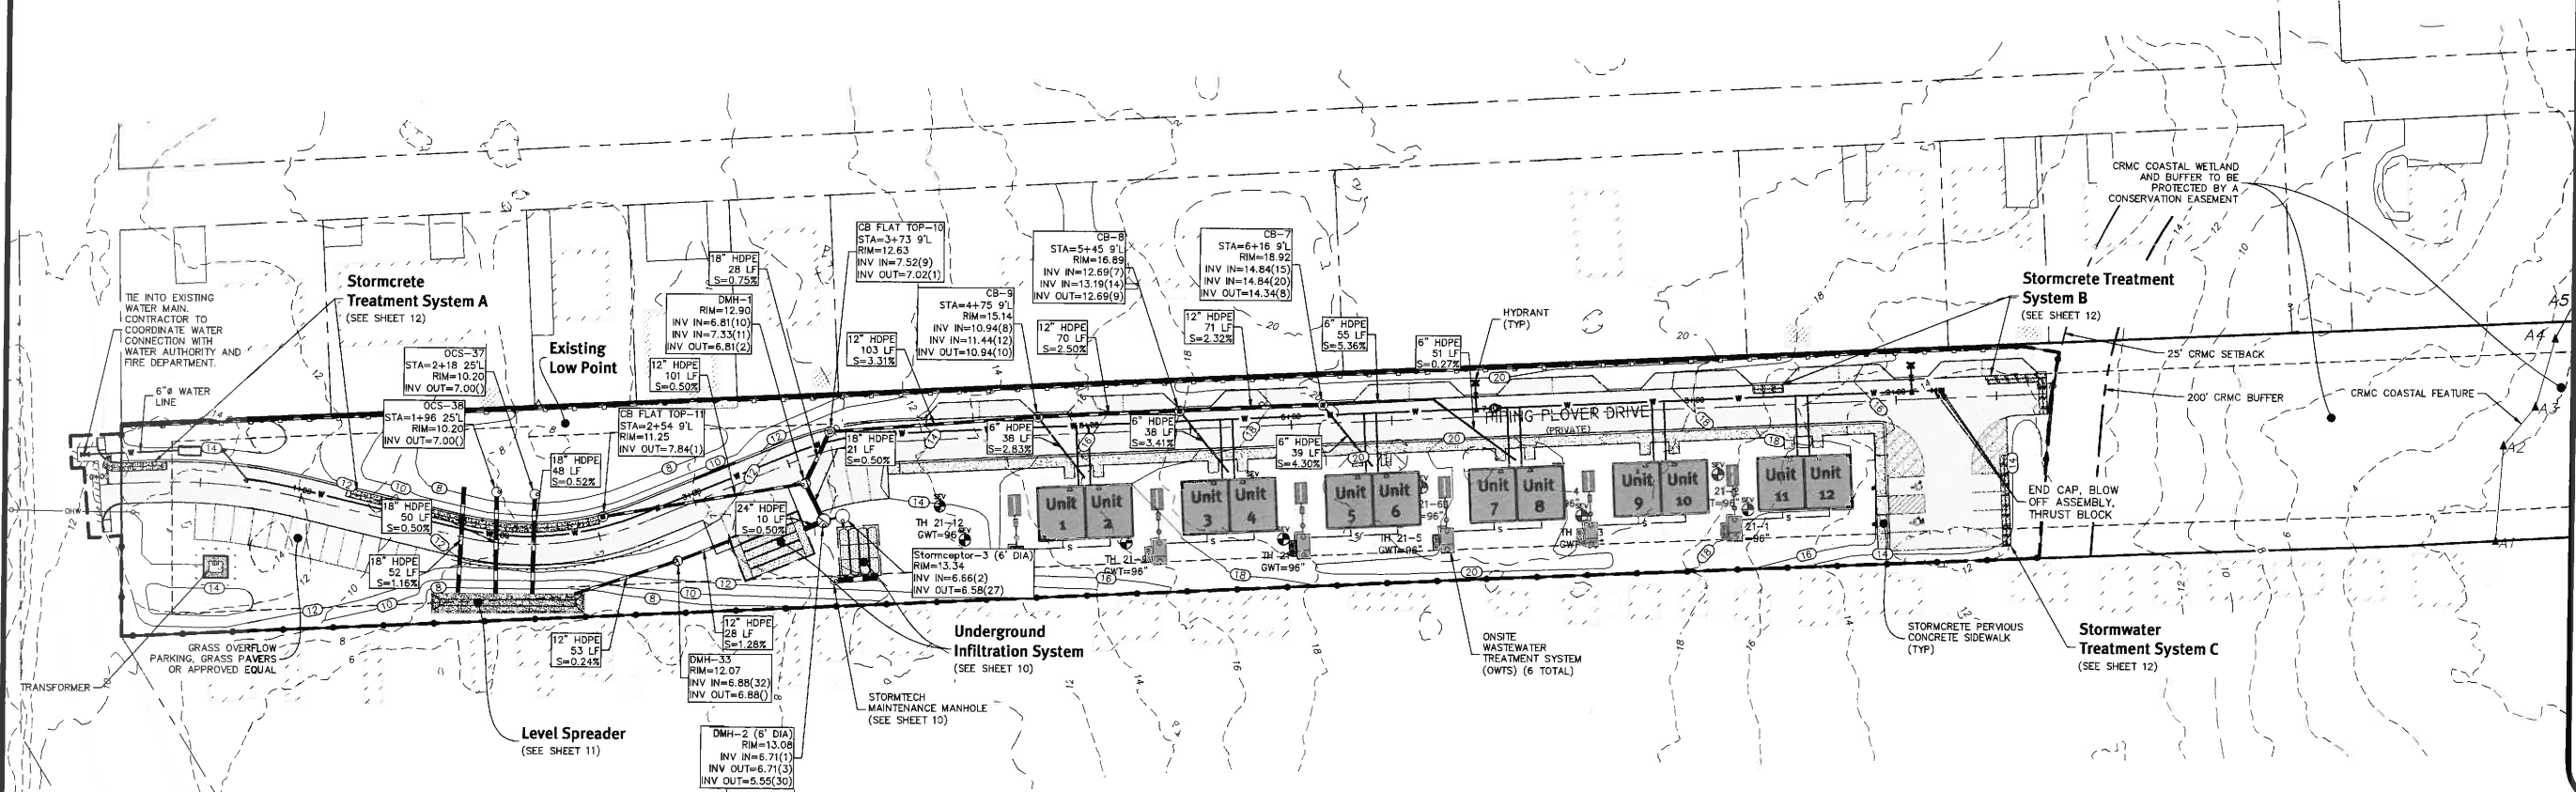 TIE INTO EXISTING
WATER MAIN.
CONTRACTOR TO
COORDINATE WATER
CONNECTION WITH
WATER AUTHORITY AND
FIRE DEPARTMENT.
6"ø WATER
LINE
Stormcrete
Treatment System A
(SEE SHEET 12)
OCS-37
STA=2+18 25'L
RIM=10.20
INV OUT=7.00()
OCS-38
STA=1+96 25'L
RIM=10.20
INV OUT=7.00()
Existing
Low Point
18" HDPE
28 LF
S=0.75%
DMH-1
RIM=12.90
INV IN=6.81(10)
INV IN=7.33(11)
INV OUT=6.81(2)
12" HDPE
101 LF
S=0.50%
CB FLAT TOP-11
STA=2+54 9'L
RIM=11.25
INV OUT=7.84(1)
18" HDPE
48 LF
S=0.52%
CB FLAT TOP-10
STA=3+73 9'L
RIM=12.63
INV IN=7.52(9)
INV OUT=7.02(1)
12" HDPE
103 LF
S=3.31%
CB-9
STA=4+75 9'L
RIM=15.14
INV IN=10.94(8)
INV IN=11.44(12)
INV OUT=10.94(10)
CB-8
STA=5+45 9'L
RIM=16.89
INV IN=12.69(7)
INV IN=13.19(14)
INV OUT=12.69(9)
12" HDPE
70 LF
S=2.50%
CB-7
STA=6+16 9'L
RIM=18.92
INV IN=14.84(15)
INV IN=14.84(20)
INV OUT=14.34(8)
12" HDPE
71 LF
S=2.32%
6" HDPE
55 LF
S=5.36%
6" HDPE
51 LF
S=0.27%
HYDRANT
(TYP)
CRMC COASTAL WETLAND
AND BUFFER TO BE
PROTECTED BY A
CONSERVATION EASEMENT
Stormcrete Treatment
System B
(SEE SHEET 12)
25' CRMC SETBACK
200' CRMC BUFFER
CRMC COASTAL FEATURE
A5
A4
A3
A2
A1
PIPING PLOVER DRIVE
(PRIVATE)
18" HDPE
21 LF
S=0.50%
6" HDPE
38 LF
S=2.83%
6" HDPE
38 LF
S=3.41%
6" HDPE
39 LF
S=4.30%
18" HDPE
50 LF
S=0.50%
18" HDPE
52 LF
S=1.16%
24" HDPE
10 LF
S=0.50%
TH 21-12
GWT=96"
Unit
1
Unit
2
Unit
3
Unit
4
Unit
5
Unit
6
Unit
7
Unit
8
Unit
9
Unit
10
Unit
11
Unit
12
TH 21-5
GWT=96"
21-1
END CAP, BLOW
OFF ASSEMBLY,
THRUST BLOCK
Stormceptor-3 (6' DIA)
RIM=13.34
INV IN=6.66(2)
INV OUT=6.58(27)
12" HDPE
53 LF
S=0.24%
12" HDPE
28 LF
S=1.28%
DMH-33
RIM=12.07
INV IN=6.88(32)
INV OUT=6.88()
DMH-2 (6' DIA)
RIM=13.08
INV IN=6.71(1)
INV OUT=6.71(3)
INV OUT=5.55(30)
GRASS OVERFLOW
PARKING, GRASS PAVERS
OR APPROVED EQUAL
TRANSFORMER
Level Spreader
(SEE SHEET 11)
Underground
Infiltration System
(SEE SHEET 10)
STORMTECH
MAINTENANCE MANHOLE
(SEE SHEET 10)
ONSITE
WASTEWATER
TREATMENT SYSTEM
(OWTS) (6 TOTAL)
STORMCRETE PERVIOUS
CONCRETE SIDEWALK
(TYP)
Stormwater
Treatment System C
(SEE SHEET 12)